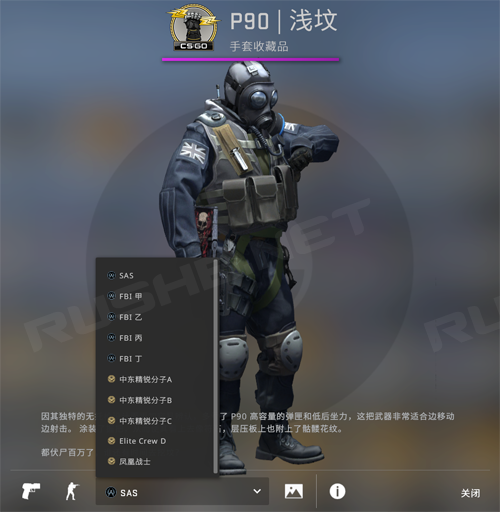 P90 | 浅坟
CS:GO
手套收藏品
SAS
FBI 甲
FBI 乙
FBI 丙
FBI 丁
中东精锐分子A
中东精锐分子B
中东精锐分子C
Elite Crew D
凤凰战士
因其独特的无 了 P90 高容量的弹匣和低后坐力，这把武器非常适合边移动
边射击。 涂装 ，层压板上也附上了骷髅花纹。
都伏尸百万了
SAS
关闭